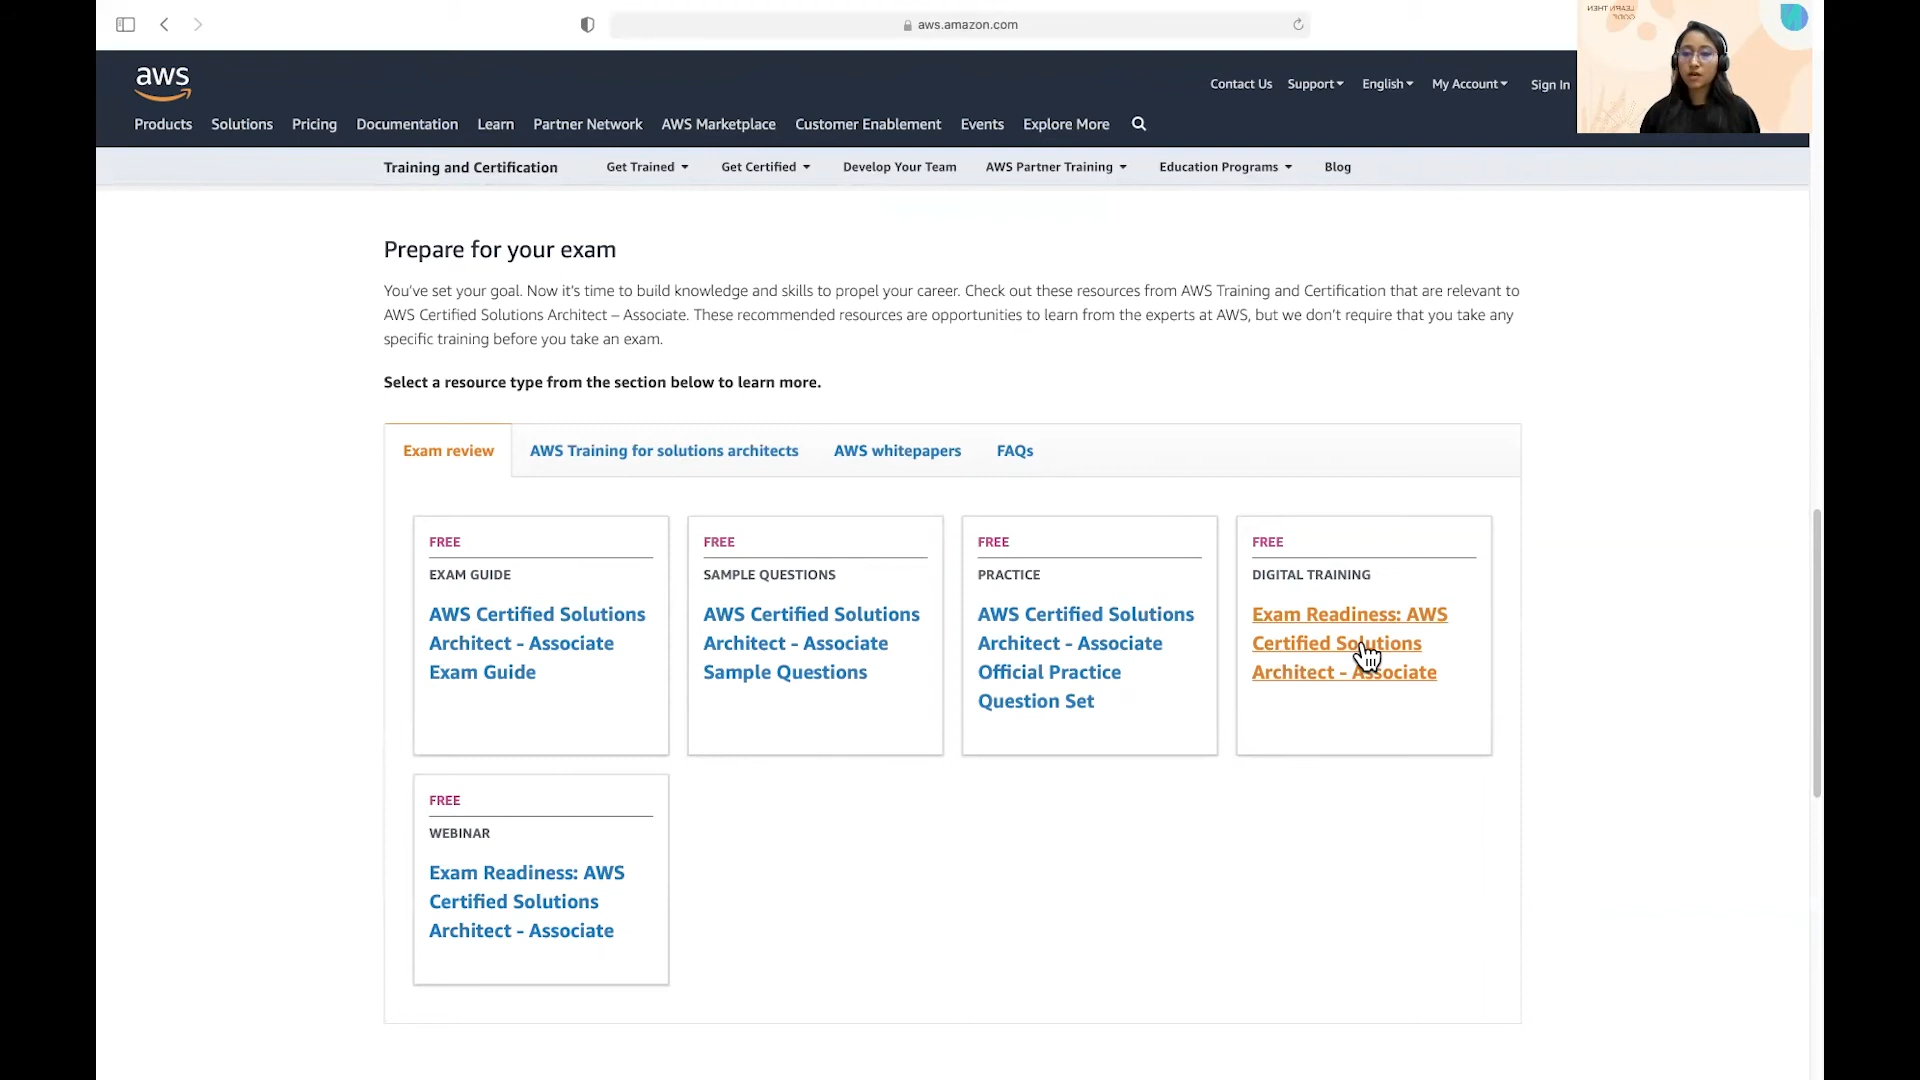 aws.amazon.com
LEARN THEN
CODE
aws
Contact Us Support English My Account Sign In
Products Solutions Pricing Documentation Learn Partner Network AWS Marketplace Customer Enablement Events Explore More
Training and Certification Get Trained Get Certified Develop Your Team AWS Partner Training Education Programs Blog
Prepare for your exam
You've set your goal. Now it's time to build knowledge and skills to propel your career. Check out these resources from AWS Training and Certification that are relevant to
AWS Certified Solutions Architect – Associate. These recommended resources are opportunities to learn from the experts at AWS, but we don't require that you take any
specific training before you take an exam.
Select a resource type from the section below to learn more.
Exam review AWS Training for solutions architects AWS whitepapers FAQs
FREE
EXAM GUIDE
AWS Certified Solutions
Architect - Associate
Exam Guide
FREE
SAMPLE QUESTIONS
AWS Certified Solutions
Architect - Associate
Sample Questions
FREE
PRACTICE
AWS Certified Solutions
Architect - Associate
Official Practice
Question Set
FREE
DIGITAL TRAINING
Exam Readiness: AWS
Certified Solutions
Architect - Associate
FREE
WEBINAR
Exam Readiness: AWS
Certified Solutions
Architect - Associate